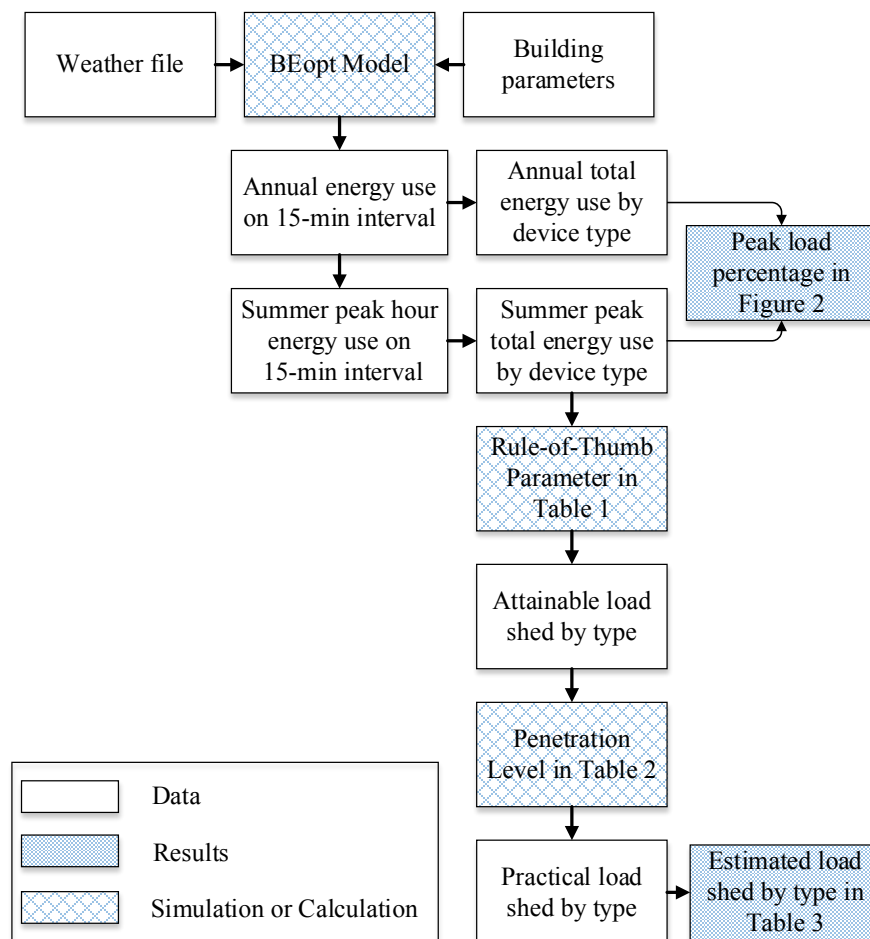 Weather file
BEopt Model
Building
parameters
Annual energy use
on 15-min interval
Annual total
energy use by
device type
Peak load
percentage in
Figure 2
Summer peak hour
energy use on
15-min interval
Summer peak
total energy use
by device type
Rule-of-Thumb
Parameter in
Table 1
Attainable load
shed by type
Penetration
Level in Table 2
Practical load
shed by type
Estimated load
shed by type in
Table 3
Data
Results
Simulation or Calculation